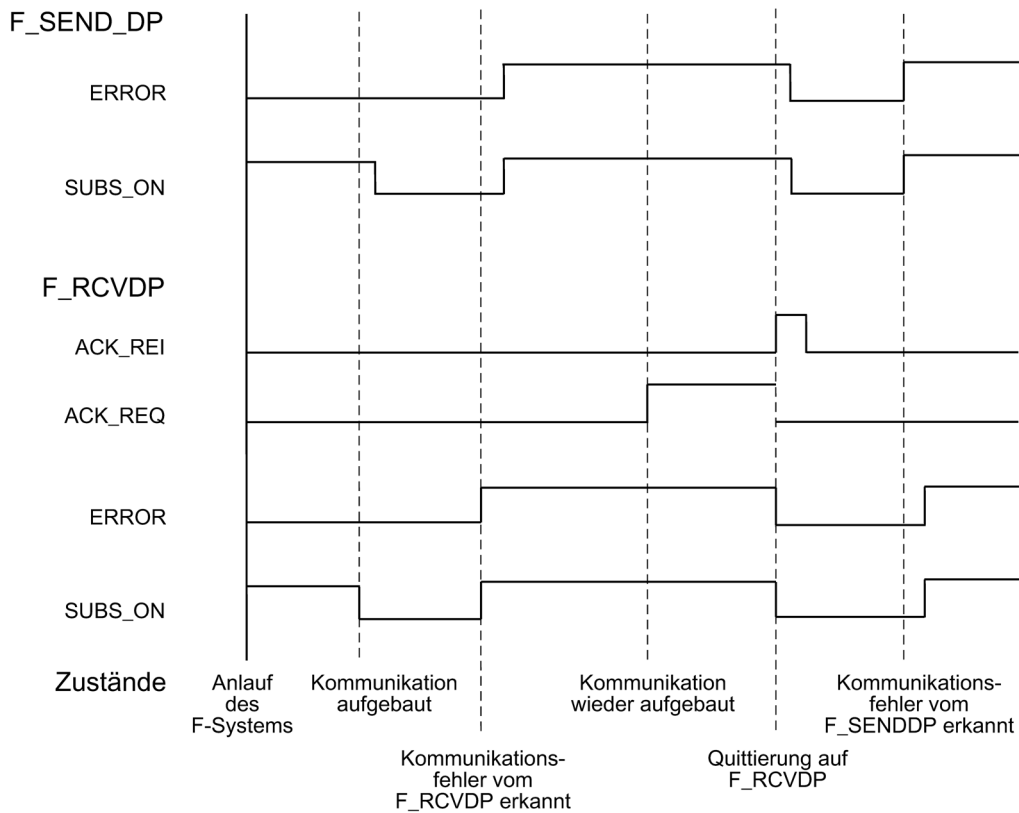 F_SEND_DP
ERROR
SUBS_ON
F_RCVDP
ACK_REI
ACK_REQ
ERROR
SUBS_ON
Zustände
Anlauf
des
F-Systems
Kommunikation
aufgebaut
Kommunikations-
fehler vom
F_RCVDP erkannt
Kommunikation
wieder aufgebaut
Quittierung auf
F_RCVDP
Kommunikations-
fehler vom
F_SENDDP erkannt